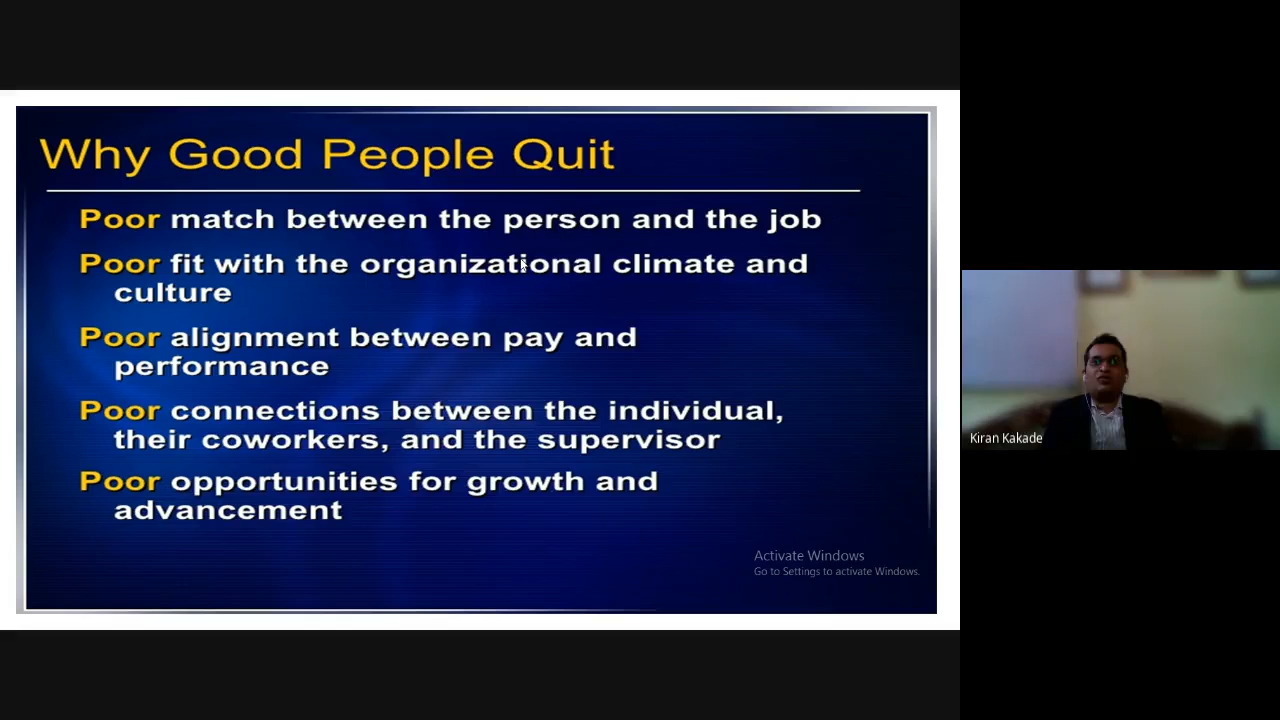 Why Good People Quit
Poor match between the person and the job
Poor fit with the organizational climate and
culture
Poor alignment between pay and
performance
Poor connections between the individual,
their coworkers, and the supervisor
Poor opportunities for growth and
advancement
Activate Windows
Go to Settings to activate Windows.
Kiran Kakade